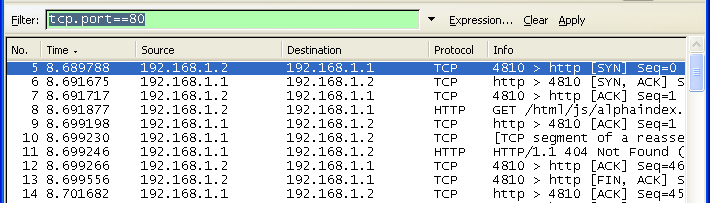 Filter: tcp.port==80 Expression... Clear Apply
No. Time Source Destination Protocol Info
5 8.689788 192.168.1.2 192.168.1.1 TCP 4810 > http [SYN] Seq=0
6 8.691675 192.168.1.1 192.168.1.2 TCP http > 4810 [SYN, ACK] S
7 8.691717 192.168.1.2 192.168.1.1 TCP 4810 > http [ACK] Seq=1
8 8.691877 192.168.1.2 192.168.1.1 HTTP GET /html/js/alphaindex.
9 8.699198 192.168.1.1 192.168.1.2 TCP http > 4810 [ACK] Seq=1
10 8.699230 192.168.1.1 192.168.1.2 TCP [TCP segment of a reasse
11 8.699246 192.168.1.1 192.168.1.2 HTTP HTTP/1.1 404 Not Found (
12 8.699266 192.168.1.2 192.168.1.1 TCP 4810 > http [ACK] Seq=46
13 8.699556 192.168.1.2 192.168.1.1 TCP 4810 > http [FIN, ACK] S
14 8.701682 192.168.1.1 192.168.1.2 TCP http > 4810 [ACK] Seq=45